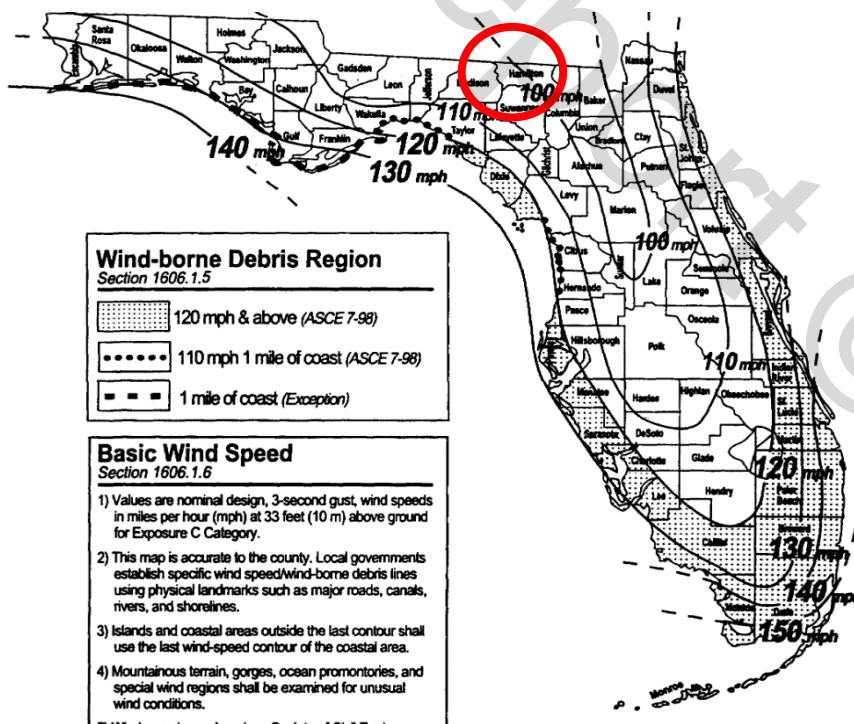 Santa
Rosa
Okaloosa
Walton
Holmes
Washington
Jackson
Bay
Calhoun
Gulf
Liberty
Franklin
Gadsden
Leon
Wakulla
Jefferson
Madison
Taylor
Hamilton
100 mph
Suwannee
Columbia
Baker
Nassau
Duval
110 mph
Lafayette
Union
Bradford
Clay
St.
Johns
140 mph
130 mph
120 mph
Dixie
Gilchrist
Alachua
Putnam
Flagler
Levy
Marion
Volusia
100 mph
Citrus
Sumter
Lake
Seminole
Hernando
Orange
Pasco
Osceola
Hillsborough
Polk
110 mph
Indian
River
Manatee
Hardee
Highlan
Okeechobee
St.
Lucie
Sarasota
DeSoto
Martin
Charlotte
Glade
120 mph
Lee
Hendry
Palm
Beach
Collier
Broward
130 mph
140 mph
Monroe
Dade
150 mph
Monroe
Wind-borne Debris Region
Section 1606.1.5
120 mph & above (ASCE 7-98)
110 mph 1 mile of coast (ASCE 7-98)
1 mile of coast (Exception)
Basic Wind Speed
Section 1606.1.6
1) Values are nominal design, 3-second gust, wind speeds
in miles per hour (mph) at 33 feet (10 m) above ground
for Exposure C Category.
2) This map is accurate to the county. Local governments
establish specific wind speed/wind-borne debris lines
using physical landmarks such as major roads, canals,
rivers, and shorelines.
3) Islands and coastal areas outside the last contour shall
use the last wind-speed contour of the coastal area.
4) Mountainous terrain, gorges, ocean promontories, and
special wind regions shall be examined for unusual
wind conditions.